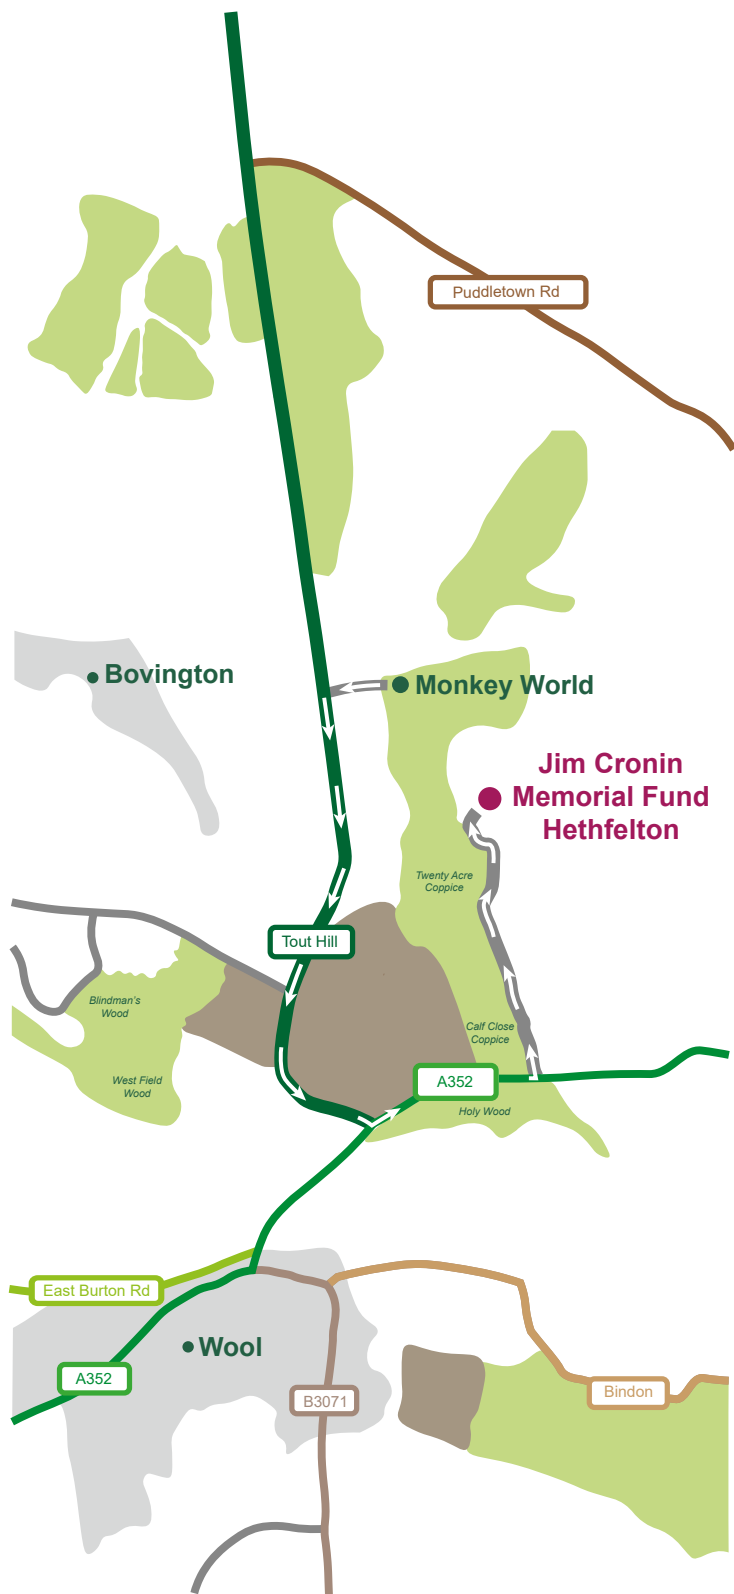 Puddletown Rd
Bovington
Monkey World
Jim Cronin
Memorial Fund
Hethfelton
Twenty Acre
Coppice
Tout Hill
Blindman's
Wood
Calf Close
Coppice
West Field
Wood
A352
Holy Wood
East Burton Rd
Wool
A352
B3071
Bindon